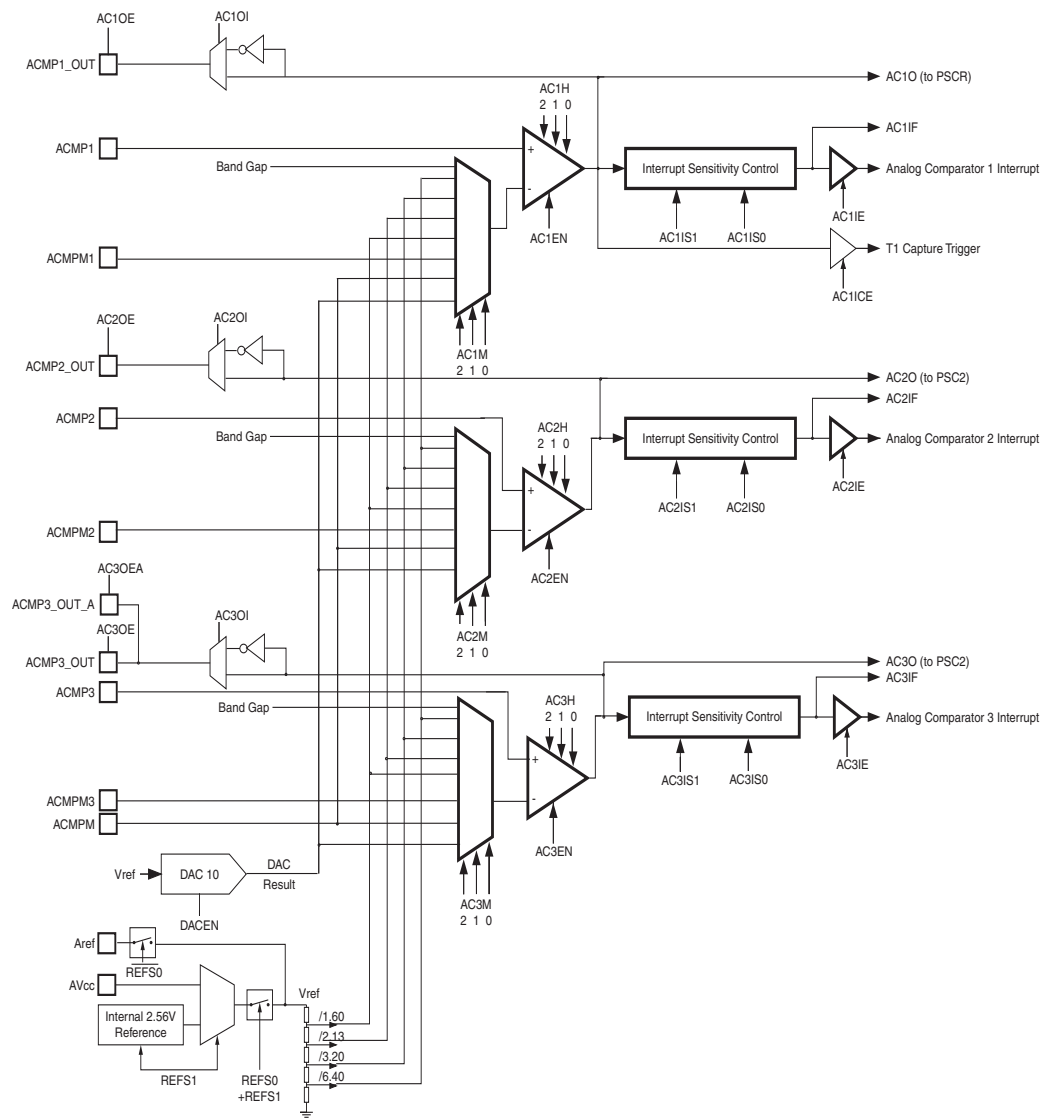 AC1OE
AC1OI
ACMP1_OUT
AC1O (to PSCR)
AC1H
2 1 0
AC1IF
ACMP1
+
Band Gap
Interrupt Sensitivity Control
Analog Comparator 1 Interrupt
-
AC1IE
AC1EN
AC1IS1
AC1IS0
T1 Capture Trigger
ACMPM1
AC1ICE
AC2OE
AC2OI
AC1M
2 1 0
ACMP2_OUT
AC2O (to PSC2)
AC2IF
ACMP2
AC2H
2 1 0
Band Gap
Interrupt Sensitivity Control
Analog Comparator 2 Interrupt
AC2IE
+
AC2IS1
AC2IS0
ACMPM2
-
AC2EN
AC3OEA
ACMP3_OUT_A
AC3OI
AC3OE
AC2M
2 1 0
ACMP3_OUT
AC3O (to PSC2)
AC3IF
ACMP3
AC3H
2 1 0
Band Gap
Interrupt Sensitivity Control
Analog Comparator 3 Interrupt
+
AC3IE
AC3IS1
AC3IS0
ACMPM3
-
ACMPM
AC3EN
Vref
DAC 10
DAC
Result
AC3M
2 1 0
DACEN
Aref
REFS0
AVcc
Vref
Internal 2.56V
Reference
/1.60
/2.13
/3.20
/6.40
REFS1
REFS0
+REFS1